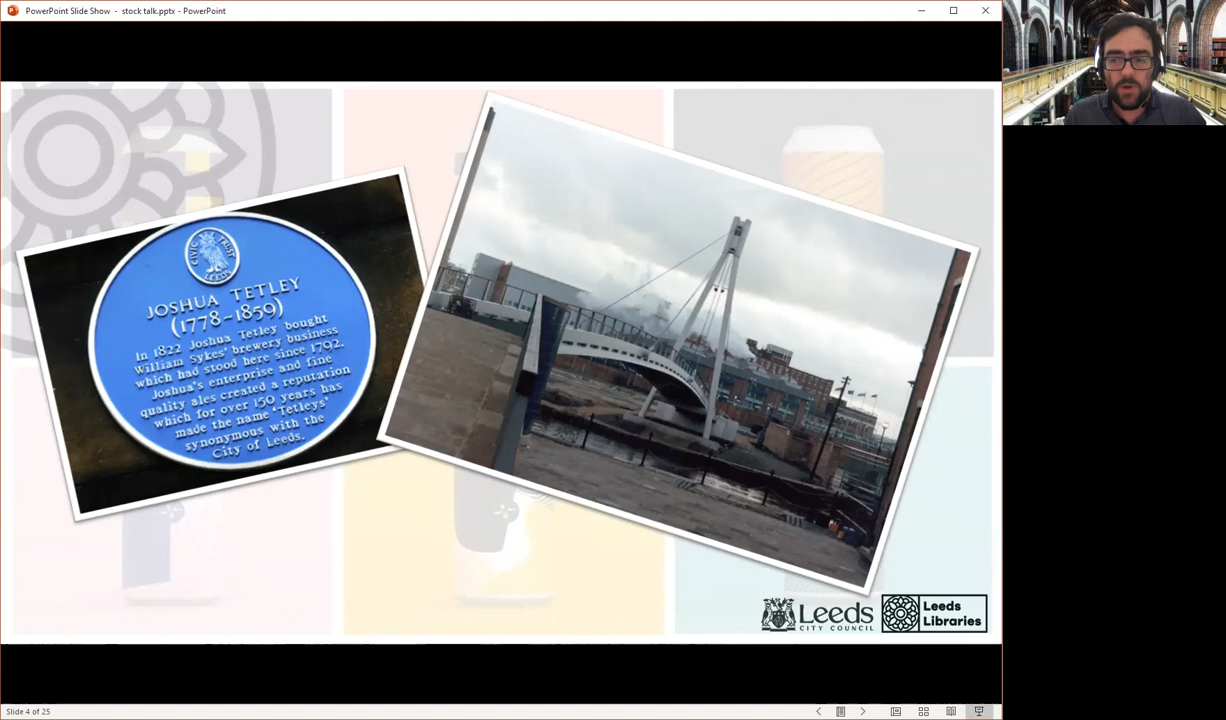 PowerPoint Slide Show - stock talk.pptx - PowerPoint
CIVIC TRUST
LEEDS
JOSHUA TETLEY
(1778-1859)
In 1822 Joshua Tetley bought
William Sykes' brewery business
which had stood here since 1792.
Joshua's enterprise and fine
quality ales created a reputation
which for over 150 years has
made the name 'Tetleys'
synonymous with the
City of Leeds.
Leeds
CITY COUNCIL
Leeds
Libraries
Slide 4 of 25